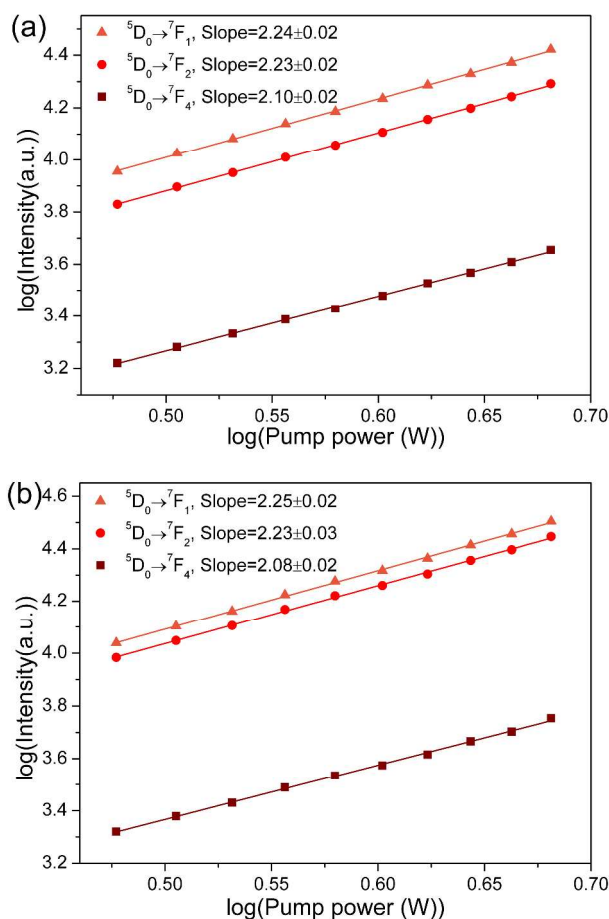 (a)
⁵D₀→⁷F₁, Slope=2.24±0.02
⁵D₀→⁷F₂, Slope=2.23±0.02
⁵D₀→⁷F₄, Slope=2.10±0.02
4.4
4.2
4.0
3.8
3.6
3.4
3.2
log(Intensity(a.u.))
0.50 0.55 0.60 0.65 0.70
log(Pump power (W))
(b)
⁵D₀→⁷F₁, Slope=2.25±0.02
⁵D₀→⁷F₂, Slope=2.23±0.03
⁵D₀→⁷F₄, Slope=2.08±0.02
4.6
4.4
4.2
4.0
3.8
3.6
3.4
3.2
log(Intensity(a.u.))
0.50 0.55 0.60 0.65 0.70
log(Pump power (W))